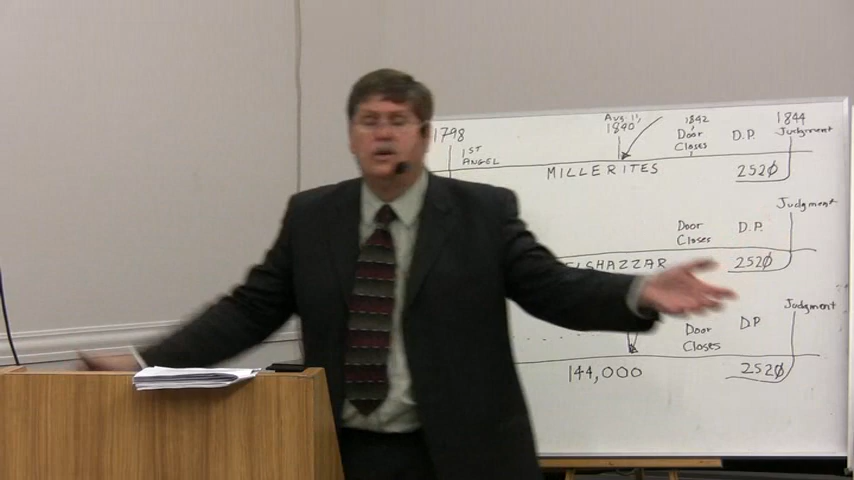 1798
1ST
ANGEL
Aug. 11,
1840
1842
Door
Closes
D.P.
1844
Judgment
MILLERITES
2520
Door
Closes
D.P.
Judgment
ELSHAZZAR
2520
Door
Closes
D.P
Judgment
144,000
2520